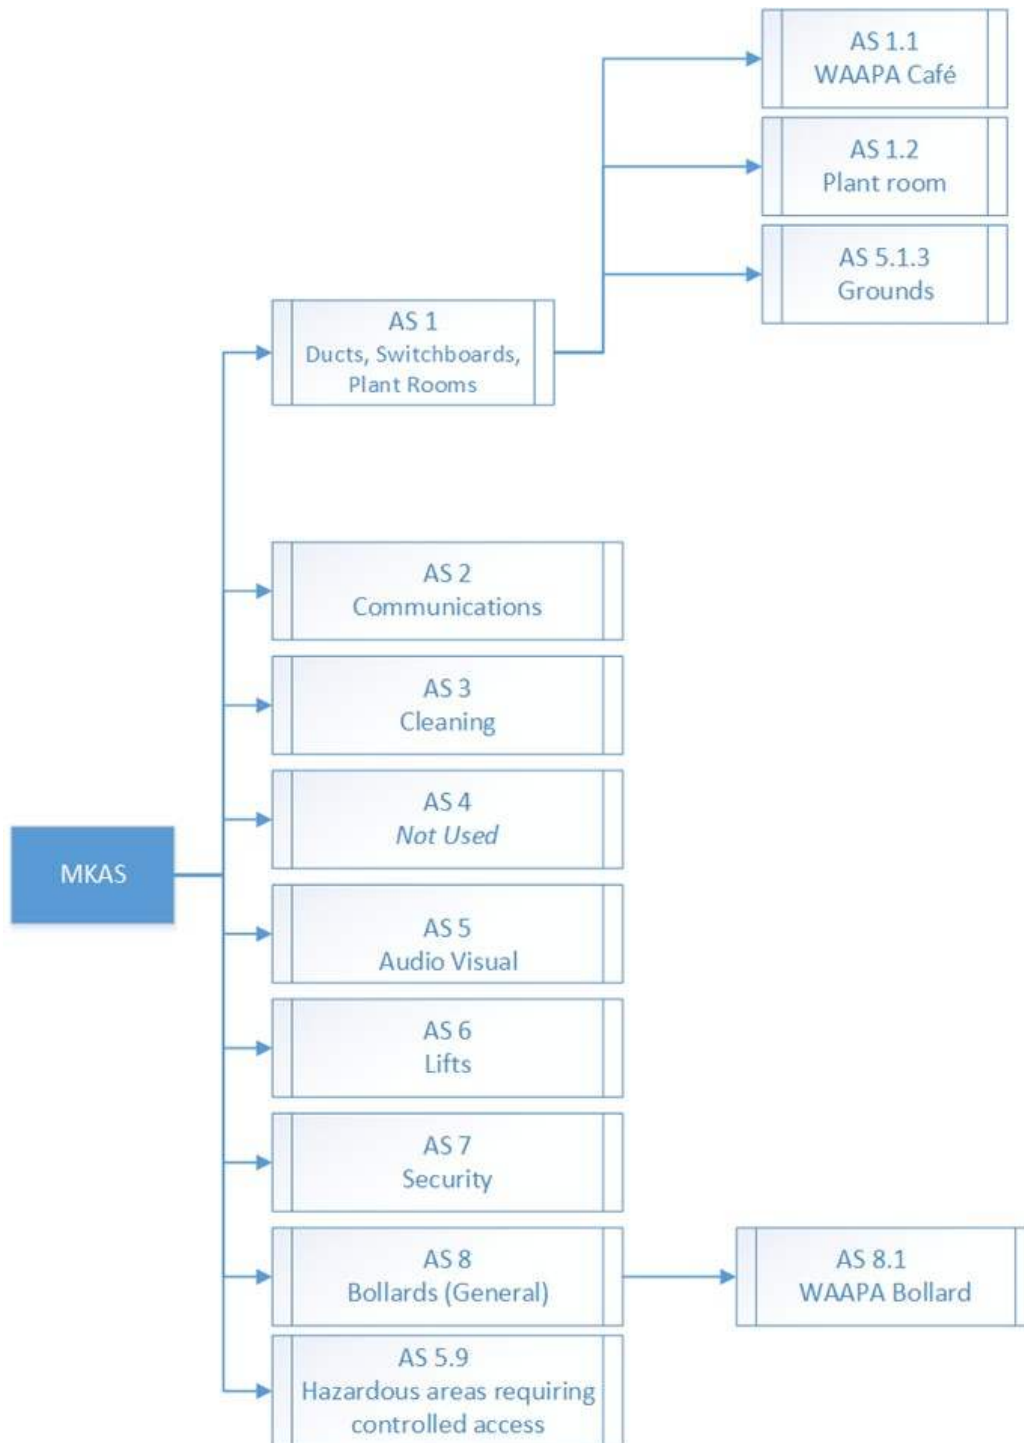 AS 1.1
WAAPA Café
AS 1.2
Plant room
AS 5.1.3
Grounds
AS 1
Ducts, Switchboards,
Plant Rooms
AS 2
Communications
AS 3
Cleaning
AS 4
Not Used
MKAS
AS 5
Audio Visual
AS 6
Lifts
AS 7
Security
AS 8
Bollards (General)
AS 8.1
WAAPA Bollard
AS 5.9
Hazardous areas requiring
controlled access